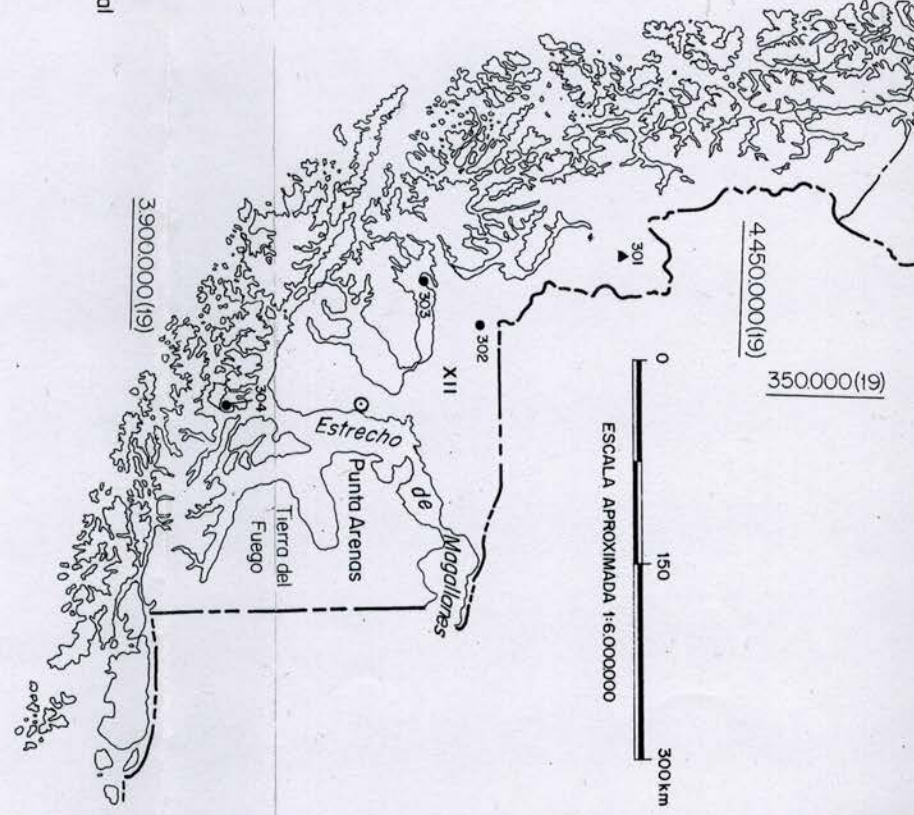 al
4.450.000 (19)
350.000 (19)
301
302
303
304
XII
0
150
300 km
ESCALA APROXIMADA 1:6.000.000
Estrecho
de
Magallanes
Punta Arenas
Tierra del
Fuego
3.900.000 (19)